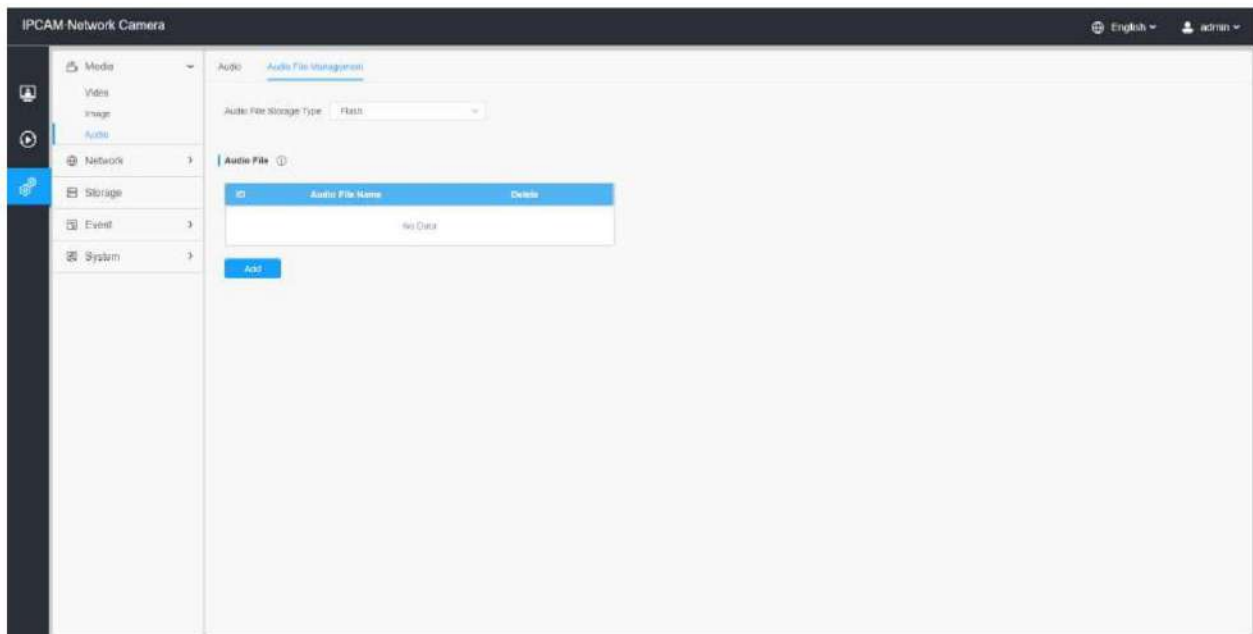 IPCAM-Network Camera
English
admin
Media
Video
Image
Audio
Network
Storage
Event
System
Audio
Audio File Management
Audio File Storage Type
Flash
Audio File
ID
Audio File Name
Delete
No Data
Add